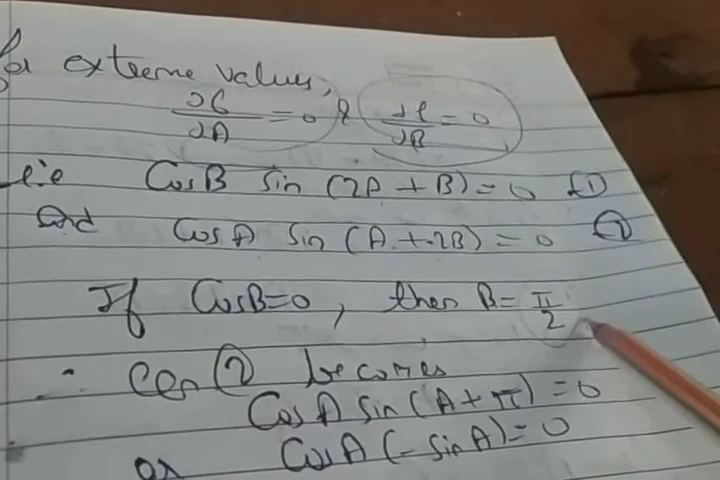 for extreme values,
∂f/∂A = 0 & ∂f/∂B = 0
i.e Cos B Sin (2A + B) = 0 (1)
and Cos A Sin (A + 2B) = 0 (2)
If Cos B = 0, then B = π/2
∴ eqn (2) becomes
Cos A sin (A + π) = 0
or Cos A (- sin A) = 0